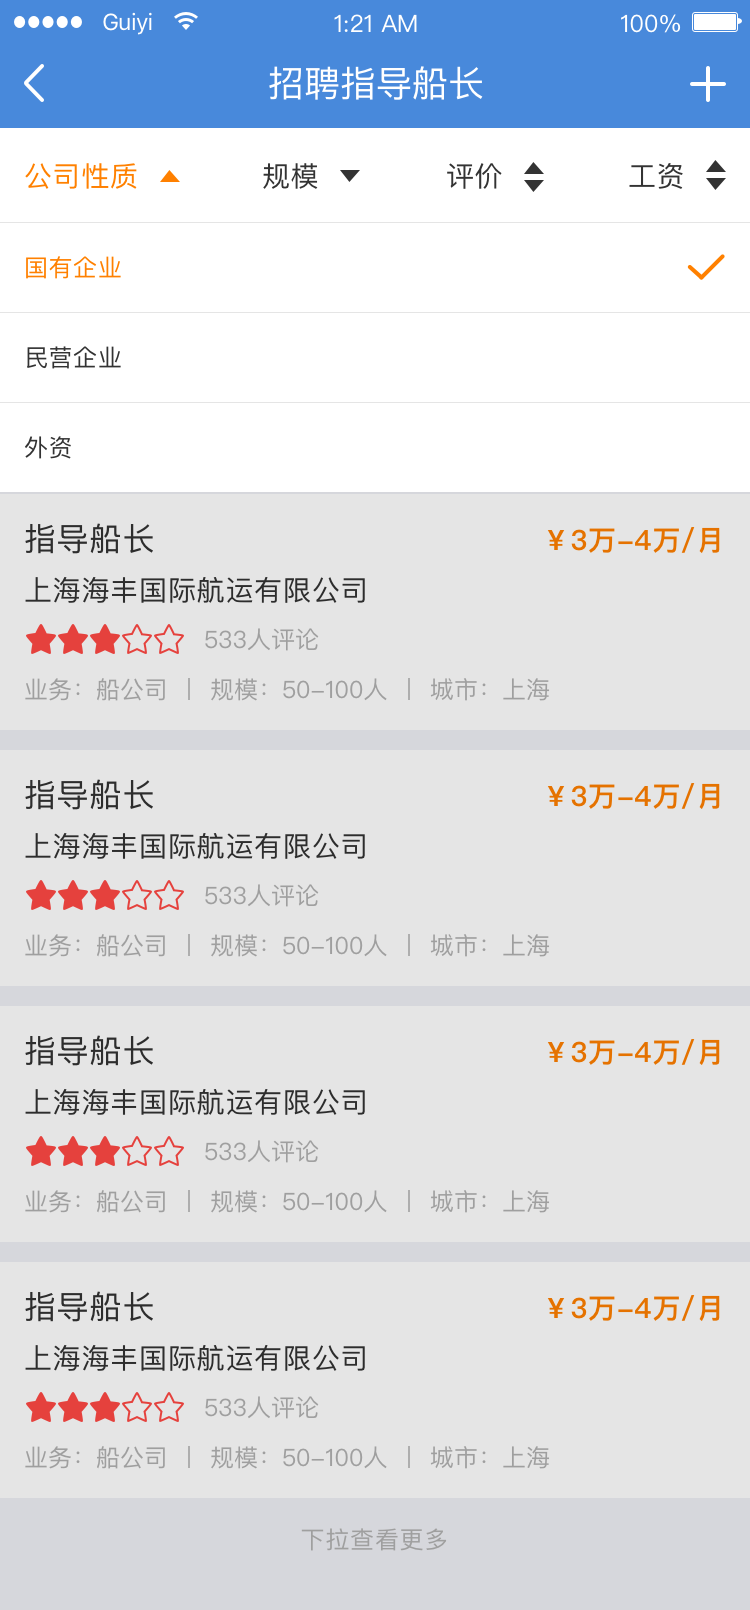 Guiyi 1:21 AM 100%
招聘指导船长
公司性质 规模 评价 工资
国有企业
民营企业
外资
指导船长 ¥3万-4万/月
上海海丰国际航运有限公司
533人评论
业务：船公司 | 规模：50-100人 | 城市：上海
指导船长 ¥3万-4万/月
上海海丰国际航运有限公司
533人评论
业务：船公司 | 规模：50-100人 | 城市：上海
指导船长 ¥3万-4万/月
上海海丰国际航运有限公司
533人评论
业务：船公司 | 规模：50-100人 | 城市：上海
指导船长 ¥3万-4万/月
上海海丰国际航运有限公司
533人评论
业务：船公司 | 规模：50-100人 | 城市：上海
下拉查看更多